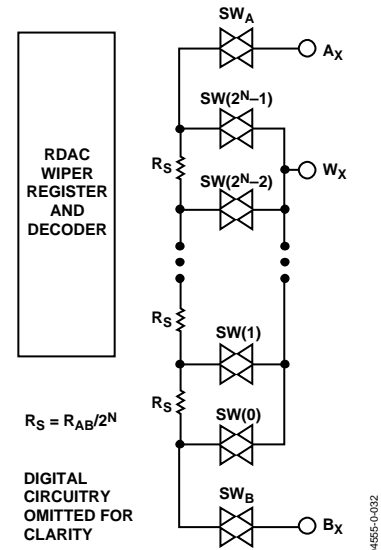 SWA
AX
SW(2N–1)
RDAC
WIPER
REGISTER
AND
DECODER
RS
WX
SW(2N–2)
RS
SW(1)
RS
RS = RAB/2N
SW(0)
DIGITAL
CIRCUITRY
OMITTED FOR
CLARITY
SWB
BX
04555-0-032